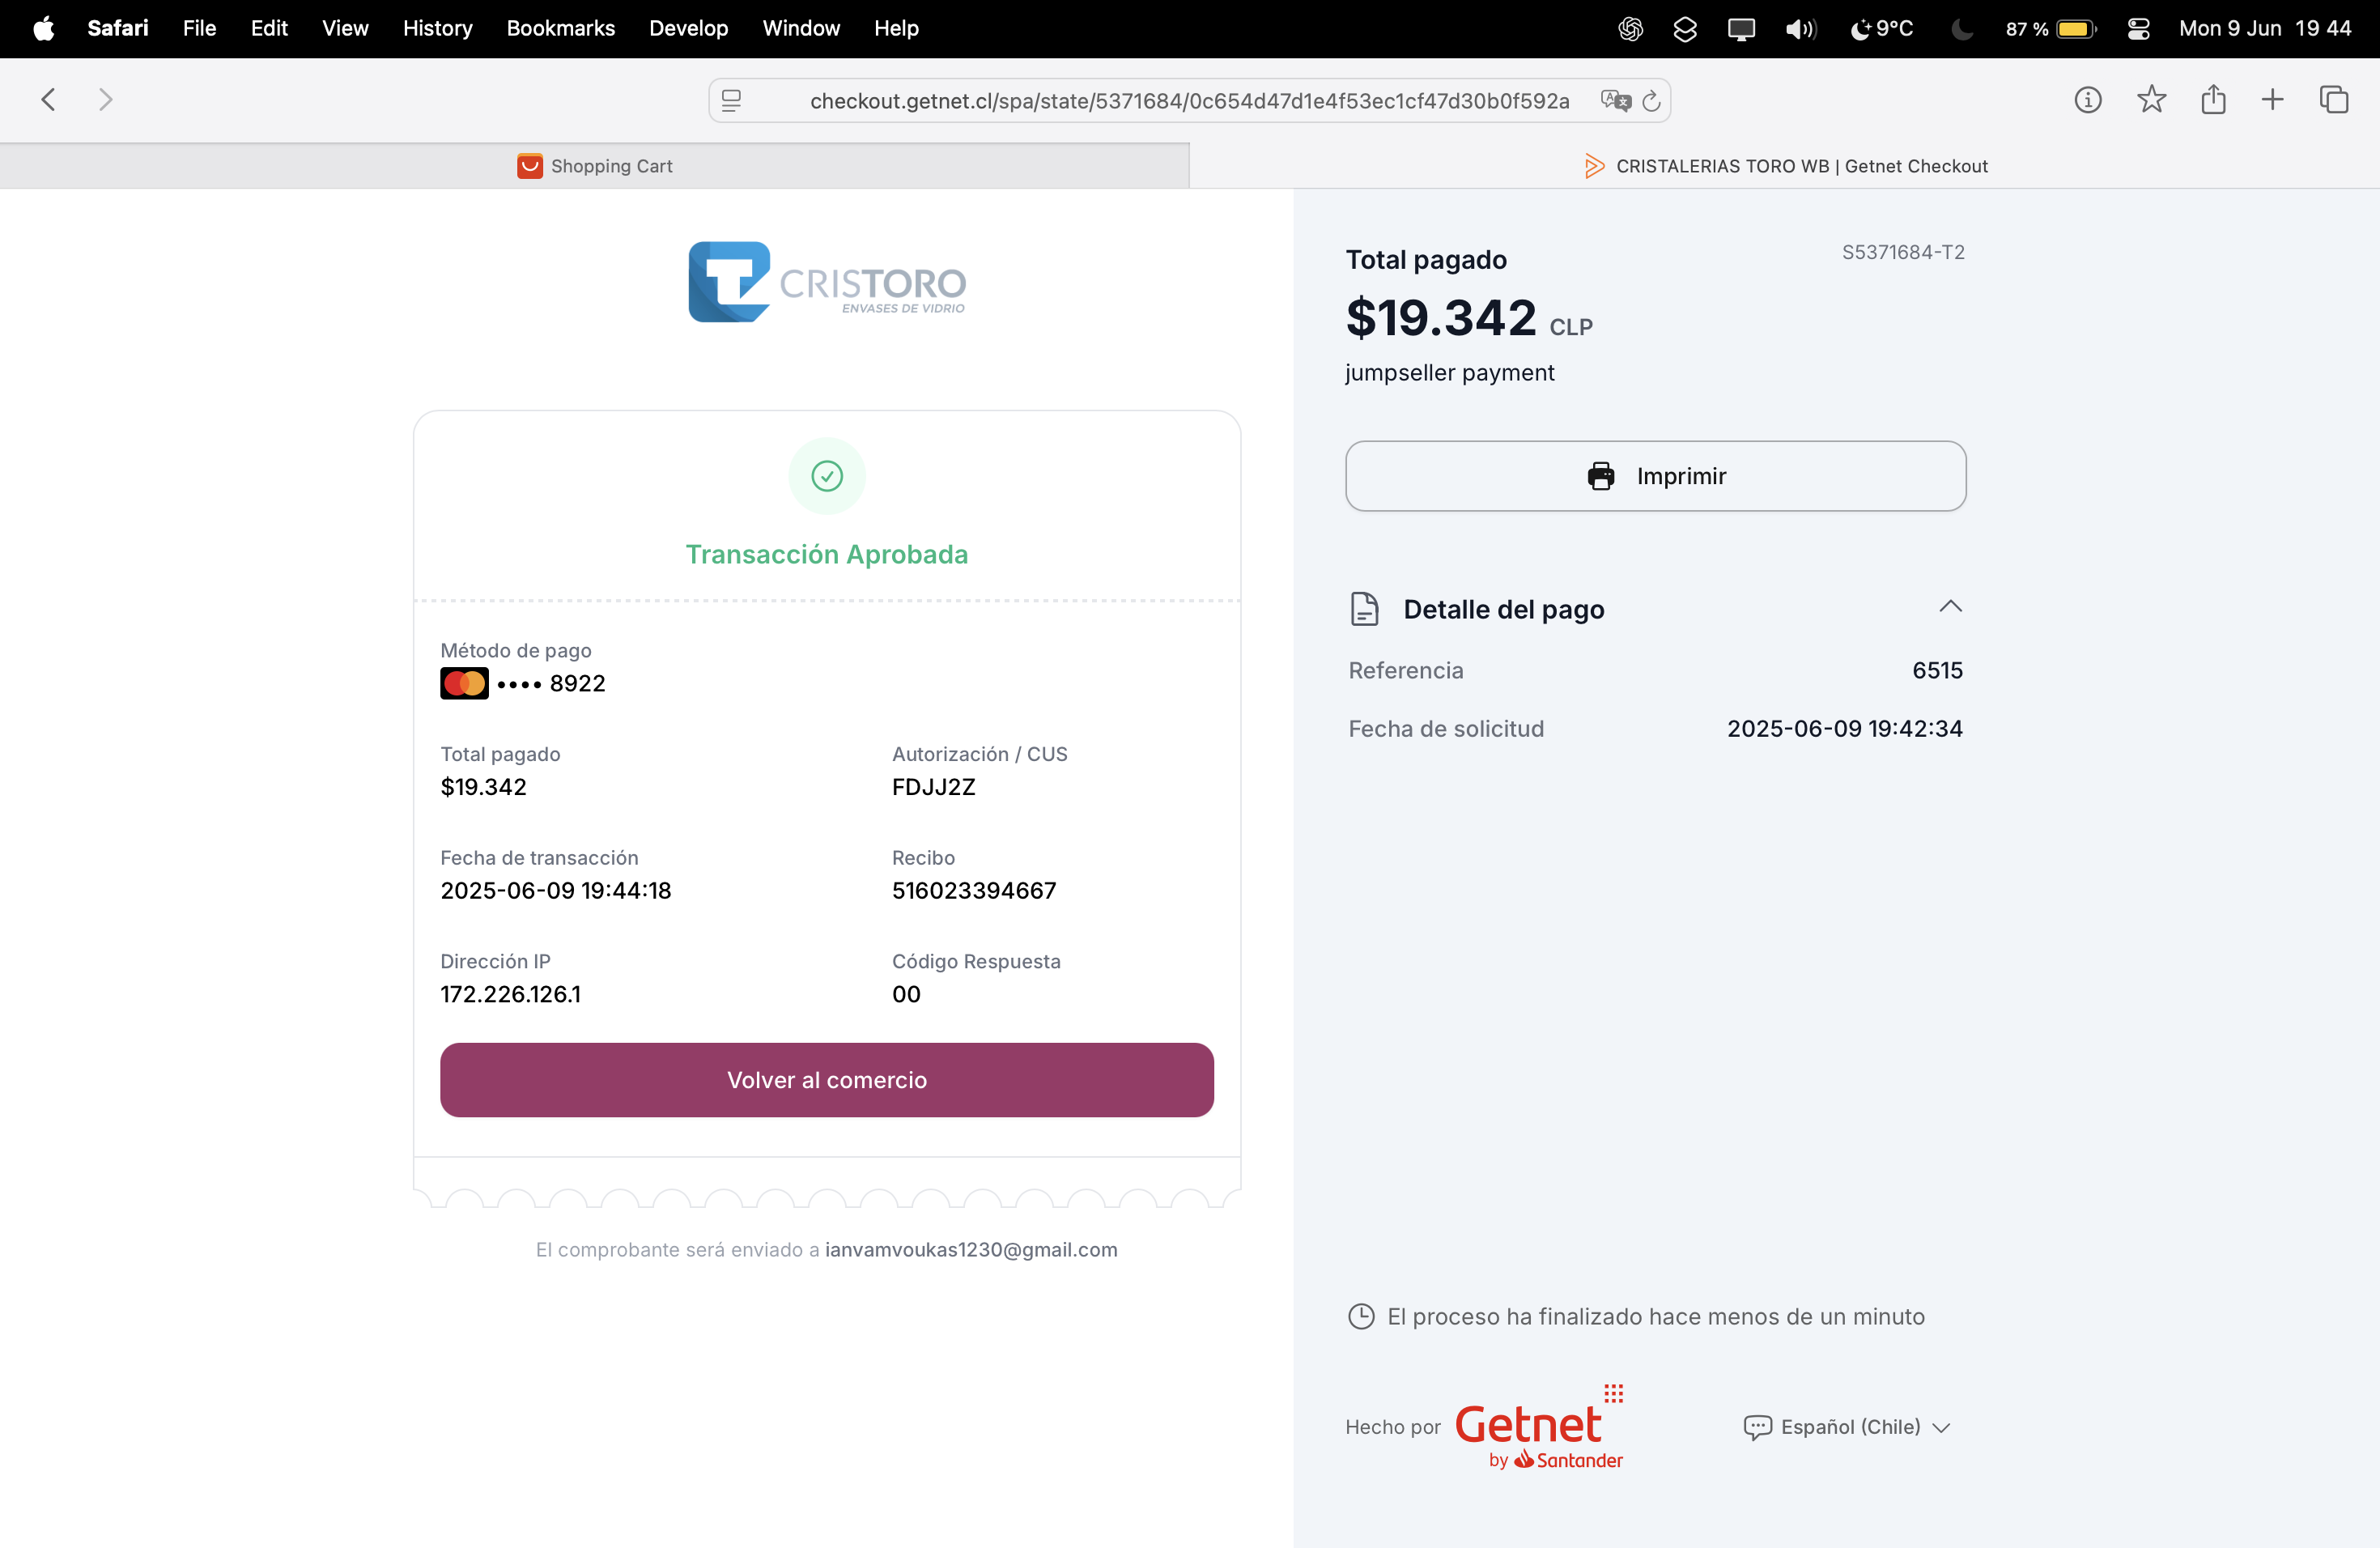 Safari File Edit View History Bookmarks Develop Window Help 9°C 87 % Mon 9 Jun 19 44
checkout.getnet.cl/spa/state/5371684/0c654d47d1e4f53ec1cf47d30b0f592a
Shopping Cart
CRISTALERIAS TORO WB | Getnet Checkout
CRISTORO
ENVASES DE VIDRIO
Transacción Aprobada
Método de pago
•••• 8922
Total pagado
$19.342
Autorización / CUS
FDJJ2Z
Fecha de transacción
2025-06-09 19:44:18
Recibo
516023394667
Dirección IP
172.226.126.1
Código Respuesta
00
Volver al comercio
El comprobante será enviado a ianvamvoukas1230@gmail.com
Total pagado
S5371684-T2
$19.342 CLP
jumpseller payment
Imprimir
Detalle del pago
Referencia 6515
Fecha de solicitud 2025-06-09 19:42:34
El proceso ha finalizado hace menos de un minuto
Hecho por Getnet
by Santander
Español (Chile)